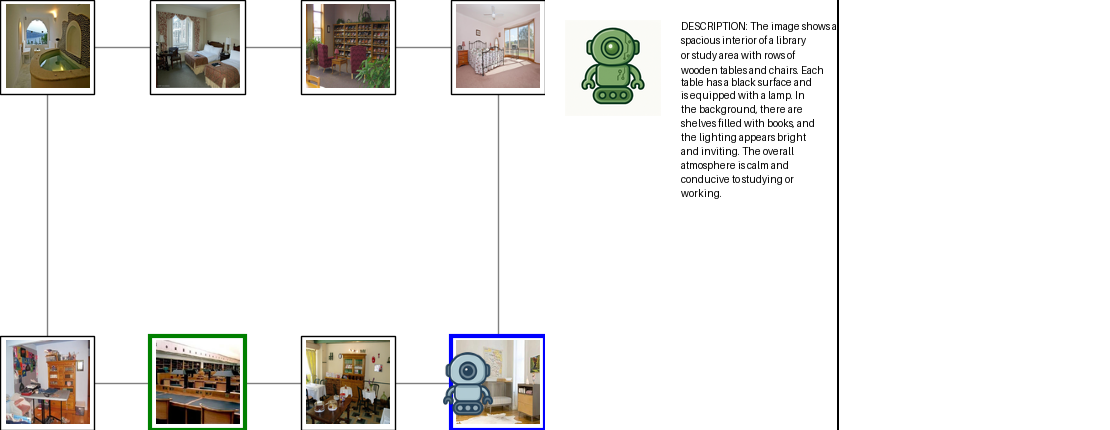 DESCRIPTION: The image shows a
spacious interior of a library
or study area with rows of
wooden tables and chairs. Each
table has a black surface and
is equipped with a lamp. In
the background, there are
shelves filled with books, and
the lighting appears bright
and inviting. The overall
atmosphere is calm and
conducive to studying or
working.